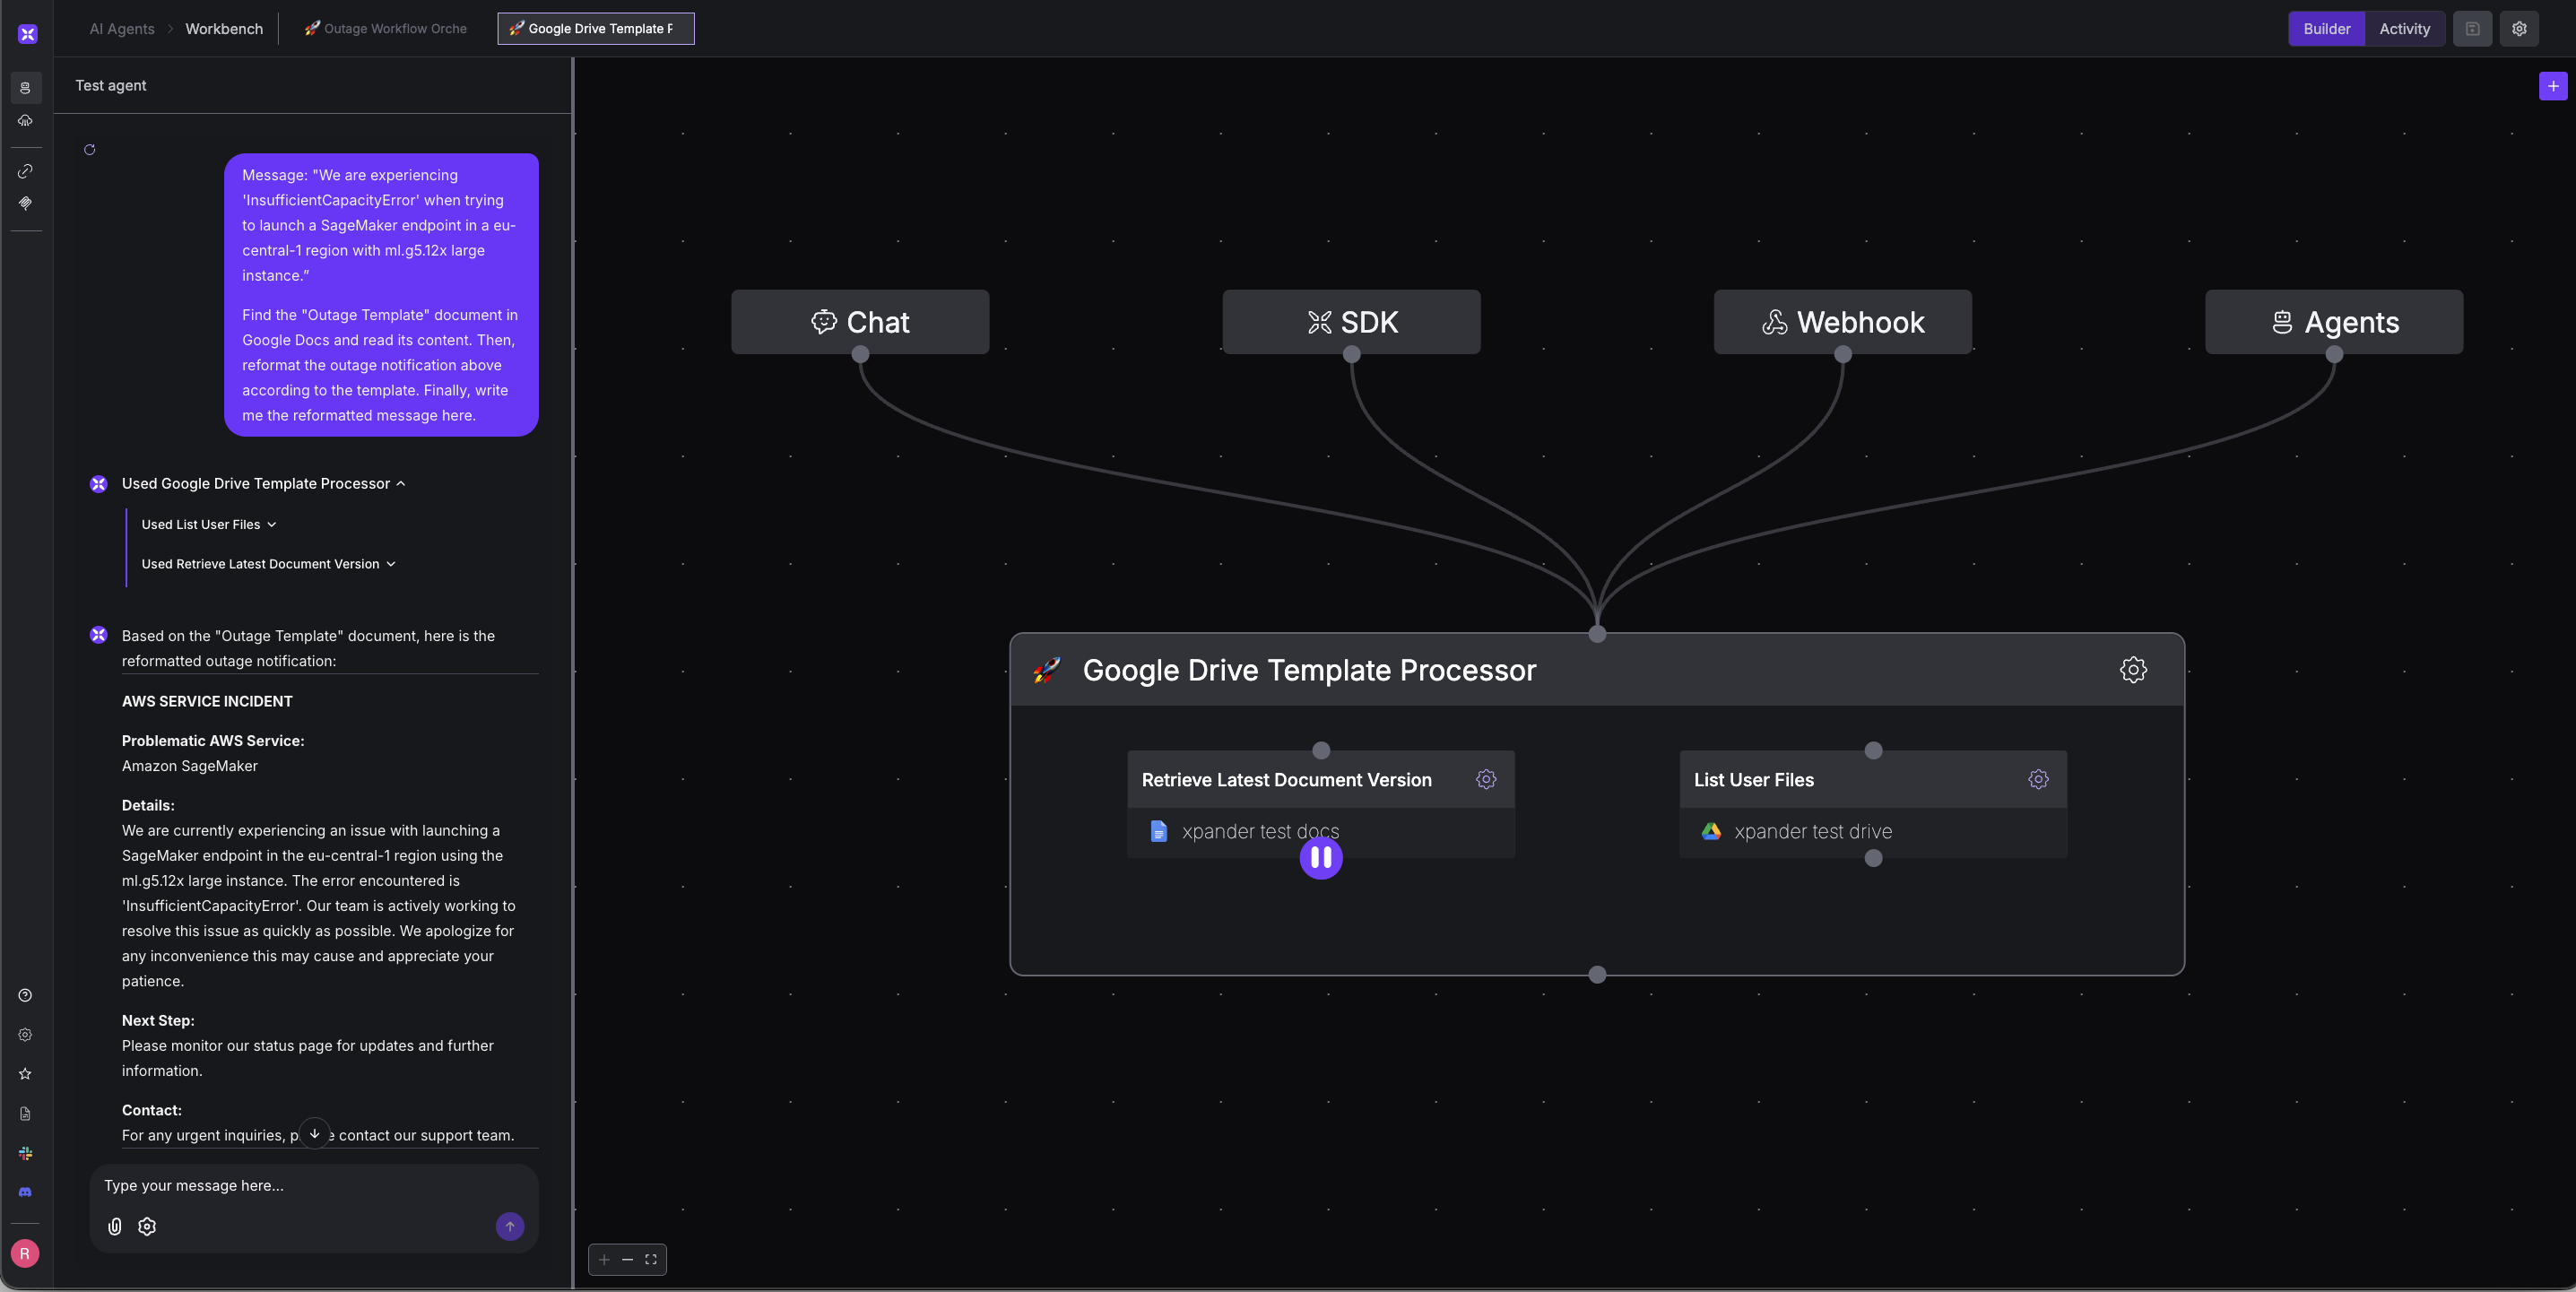 AI Agents
Workbench
Outage Workflow Orche
Google Drive Template P
Builder
Activity
Test agent
Message: "We are experiencing
'InsufficientCapacityError' when trying
to launch a SageMaker endpoint in a eu-
central-1 region with ml.g5.12x large
instance.”
Find the "Outage Template" document in
Google Docs and read its content. Then,
reformat the outage notification above
according to the template. Finally, write
me the reformatted message here.
Used Google Drive Template Processor
Used List User Files
Used Retrieve Latest Document Version
Based on the "Outage Template" document, here is the
reformatted outage notification:
AWS SERVICE INCIDENT
Problematic AWS Service:
Amazon SageMaker
Details:
We are currently experiencing an issue with launching a
SageMaker endpoint in the eu-central-1 region using the
ml.g5.12x large instance. The error encountered is
'InsufficientCapacityError'. Our team is actively working to
resolve this issue as quickly as possible. We apologize for
any inconvenience this may cause and appreciate your
patience.
Next Step:
Please monitor our status page for updates and further
information.
Contact:
For any urgent inquiries, contact our support team.
Type your message here...
R
Chat
SDK
Webhook
Agents
Google Drive Template Processor
Retrieve Latest Document Version
xpander test docs
List User Files
xpander test drive